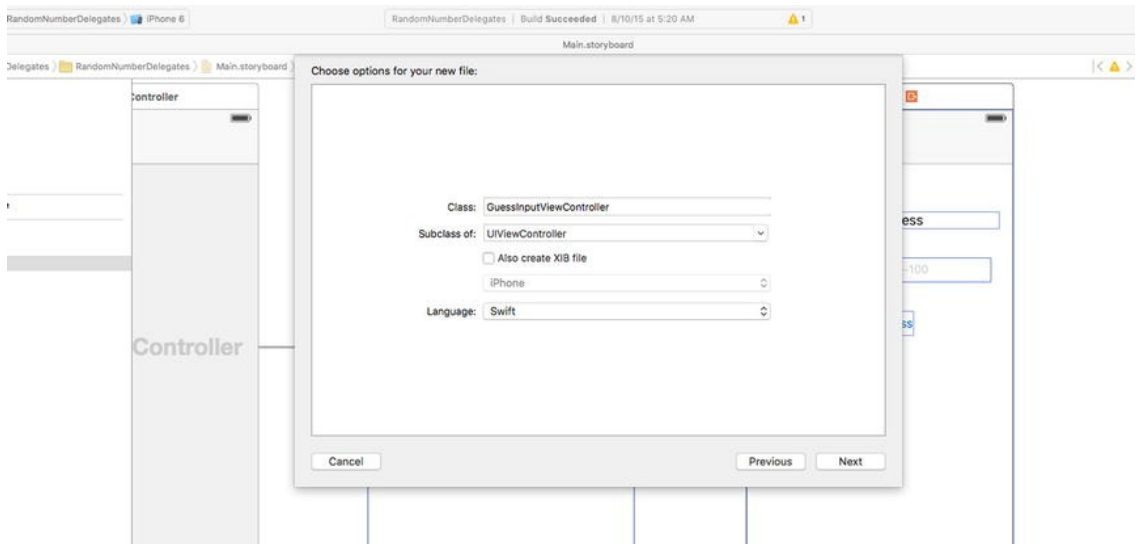 RandomNumberDelegates iPhone 6
RandomNumberDelegates | Build Succeeded | 8/10/15 at 5:20 AM
1
Main.storyboard
Delegates RandomNumberDelegates Main.storyboard
Choose options for your new file:
Controller
Class: GuessInputViewController
Subclass of: UIViewController
Also create XIB file
iPhone
Language: Swift
ess
-100
ss
Controller
Cancel Previous Next